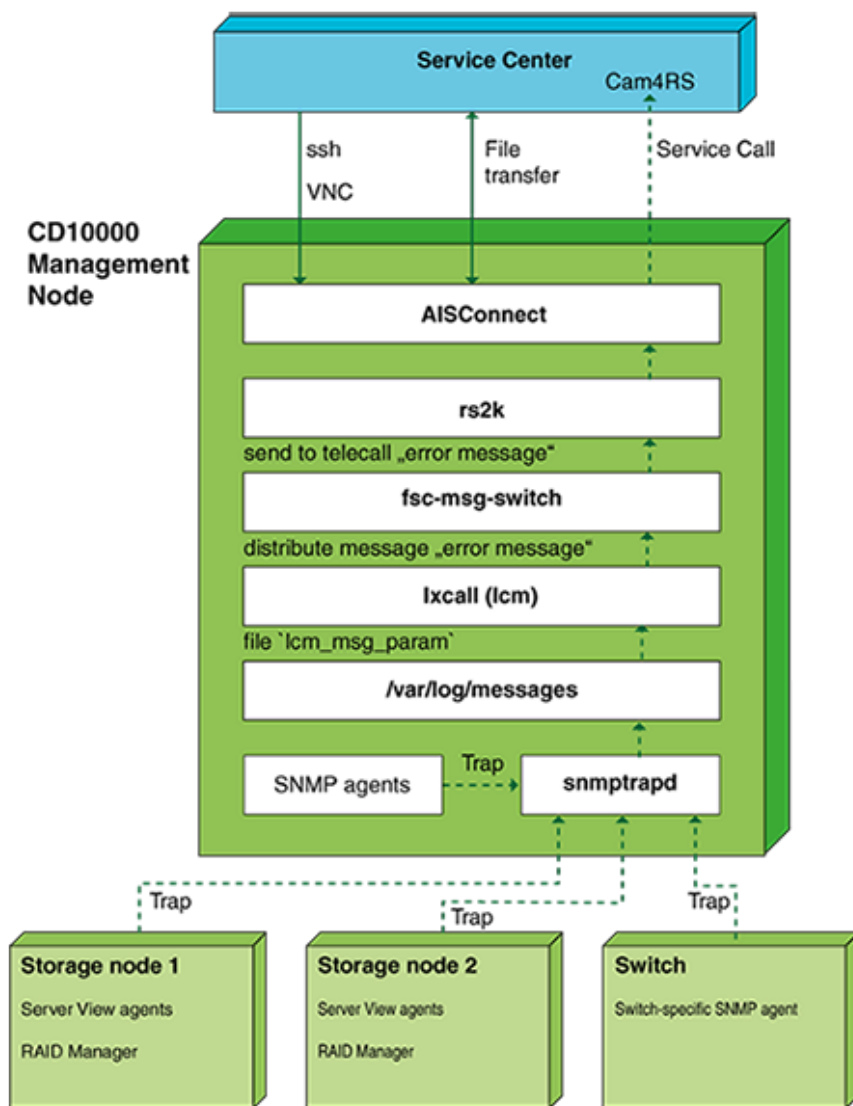 Service Center
Cam4RS
ssh
VNC
File
transfer
Service Call
CD10000
Management
Node
AISConnect
rs2k
send to telecall „error message“
fsc-msg-switch
distribute message „error message“
lxcall (lcm)
file `lcm_msg_param`
/var/log/messages
SNMP agents
Trap
snmptrapd
Trap
Trap
Trap
Storage node 1
Server View agents
RAID Manager
Storage node 2
Server View agents
RAID Manager
Switch
Switch-specific SNMP agent